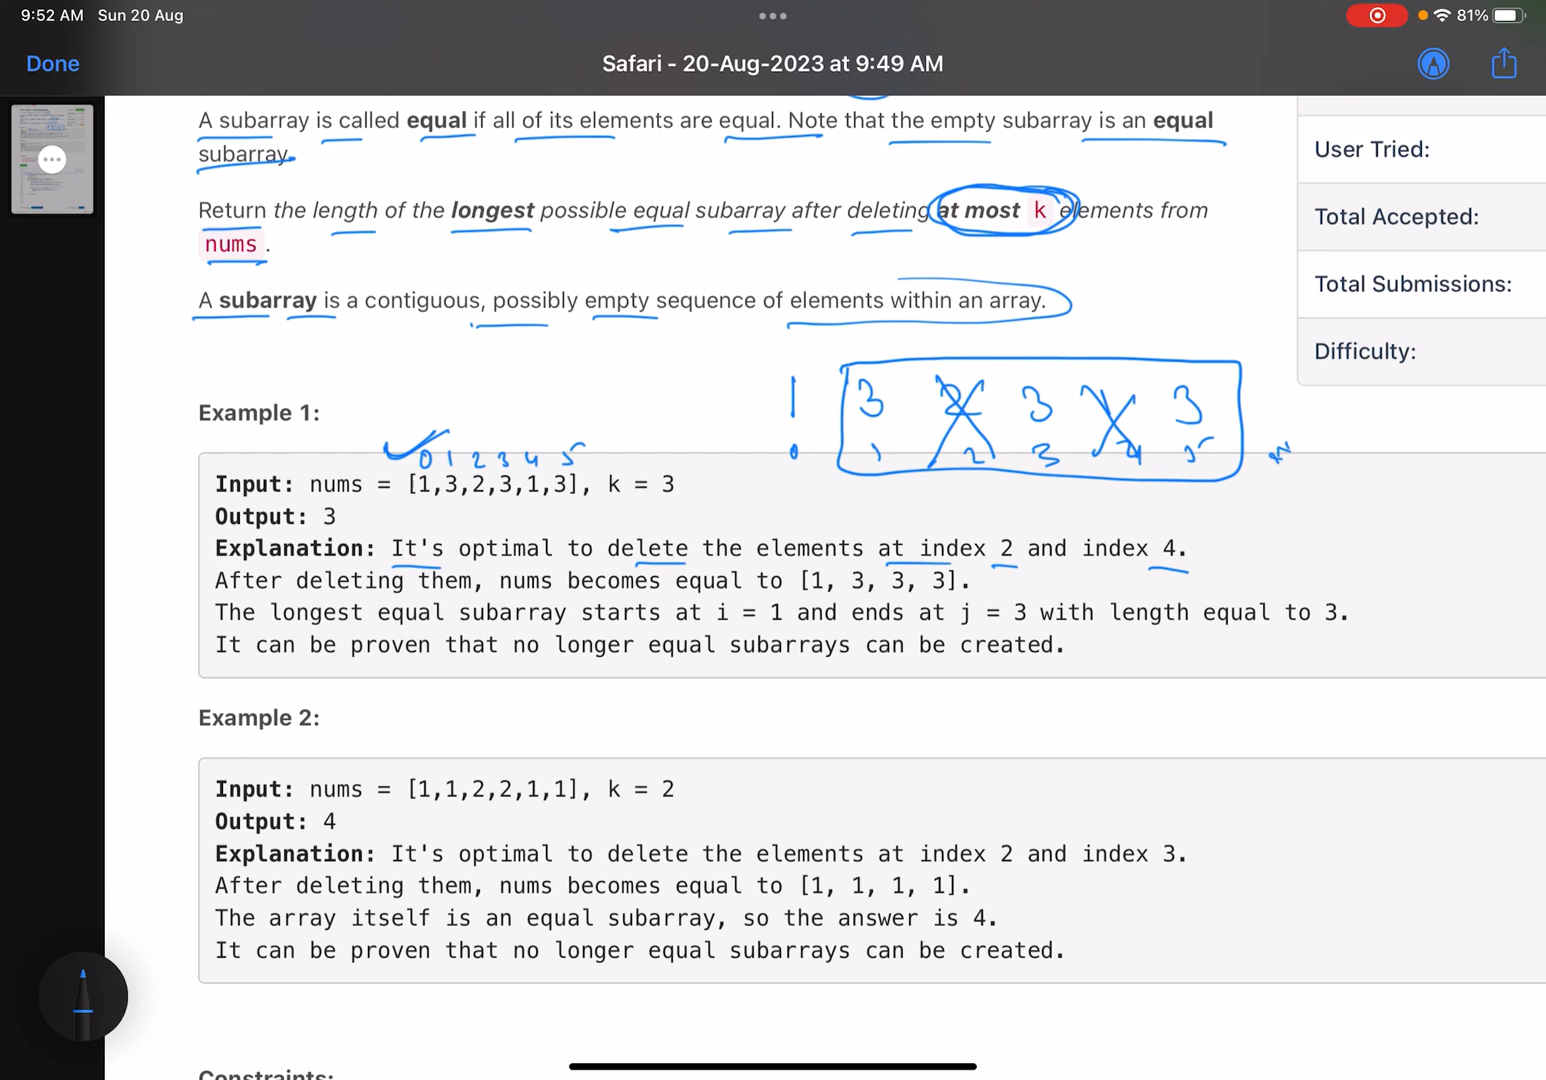 9:52 AM Sun 20 Aug
81%
Done
Safari - 20-Aug-2023 at 9:49 AM
A subarray is called equal if all of its elements are equal. Note that the empty subarray is an equal
subarray.
Return the length of the longest possible equal subarray after deleting at most k elements from
nums.
A subarray is a contiguous, possibly empty sequence of elements within an array.
User Tried:
Total Accepted:
Total Submissions:
Difficulty:
1 3 2 3 1 3
0 1 2 3 4 5
Example 1:
0 1 2 3 4 5
Input: nums = [1,3,2,3,1,3], k = 3
Output: 3
Explanation: It's optimal to delete the elements at index 2 and index 4.
After deleting them, nums becomes equal to [1, 3, 3, 3].
The longest equal subarray starts at i = 1 and ends at j = 3 with length equal to 3.
It can be proven that no longer equal subarrays can be created.
Example 2:
Input: nums = [1,1,2,2,1,1], k = 2
Output: 4
Explanation: It's optimal to delete the elements at index 2 and index 3.
After deleting them, nums becomes equal to [1, 1, 1, 1].
The array itself is an equal subarray, so the answer is 4.
It can be proven that no longer equal subarrays can be created.
Constraints: